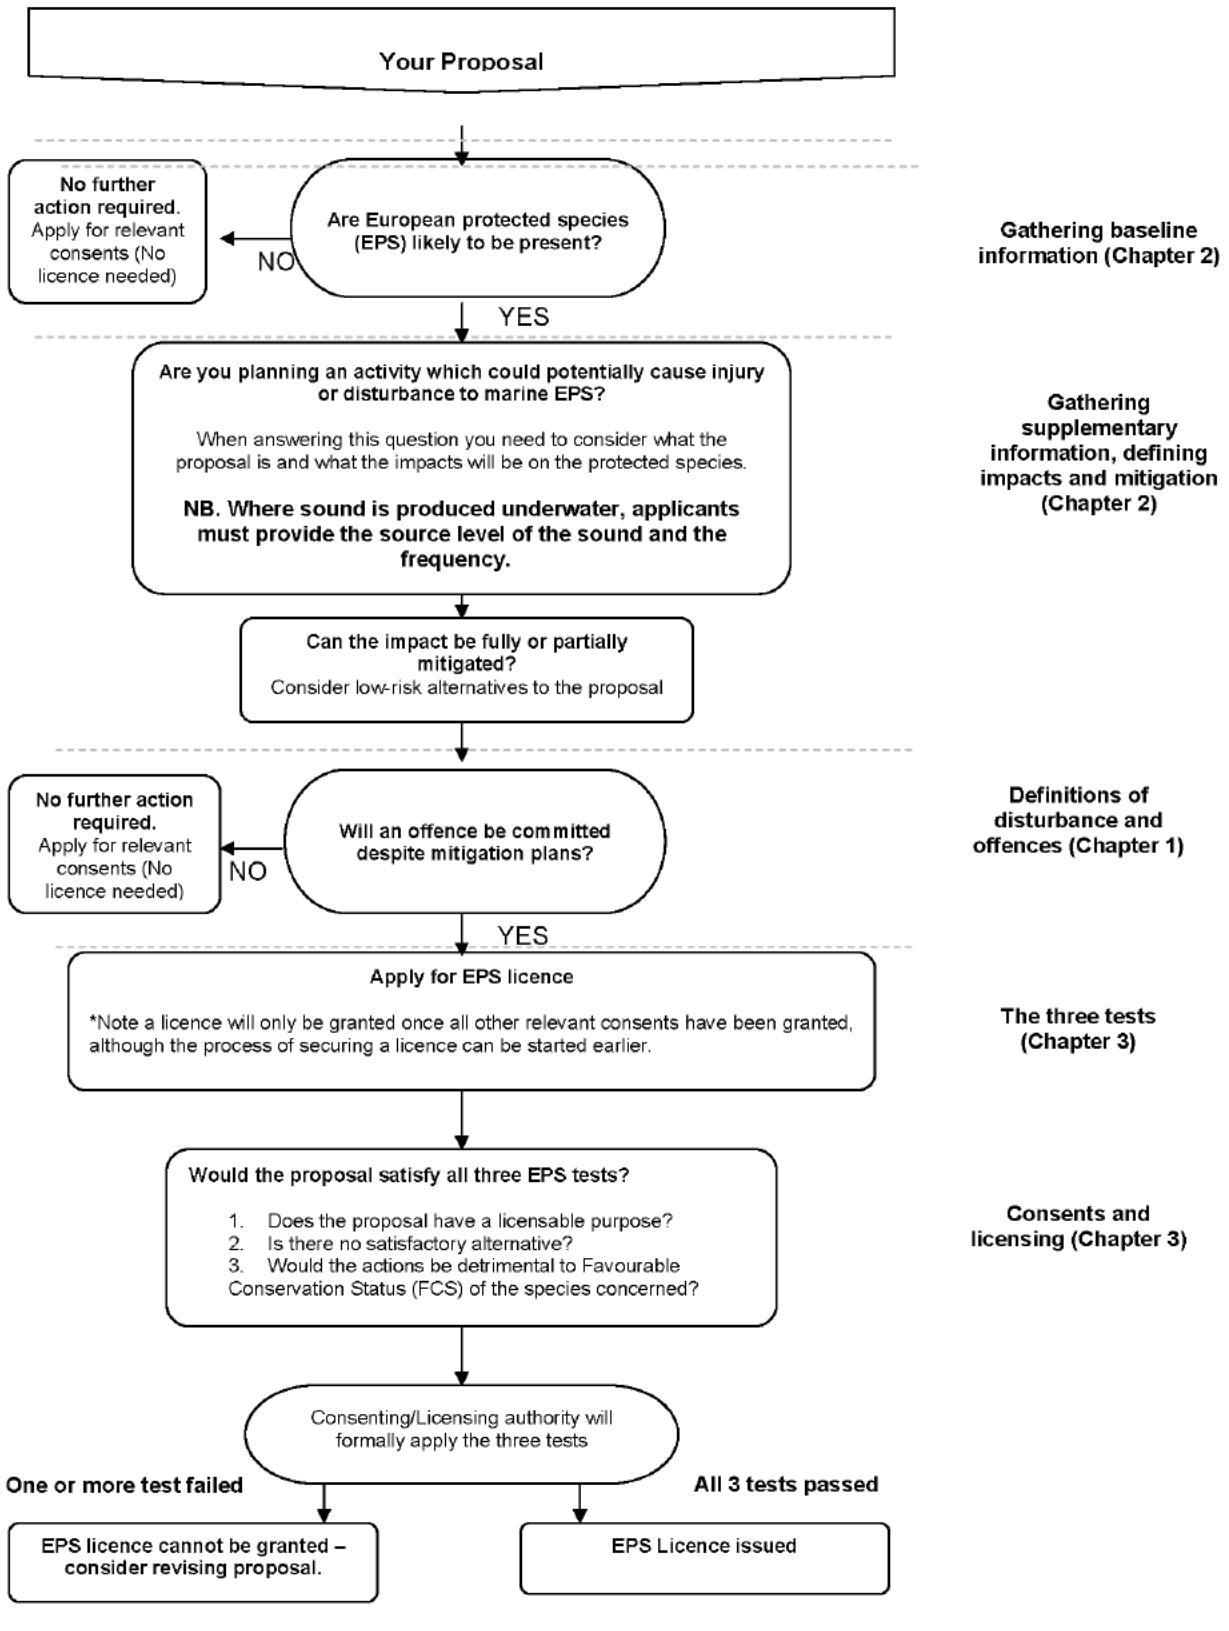 Your Proposal
No further
action required.
Apply for relevant
consents (No
licence needed)
NO
Are European protected species
(EPS) likely to be present?
Gathering baseline
information (Chapter 2)
YES
Are you planning an activity which could potentially cause injury
or disturbance to marine EPS?
When answering this question you need to consider what the
proposal is and what the impacts will be on the protected species.
NB. Where sound is produced underwater, applicants
must provide the source level of the sound and the
frequency.
Gathering
supplementary
information, defining
impacts and mitigation
(Chapter 2)
Can the impact be fully or partially
mitigated?
Consider low-risk alternatives to the proposal
No further action
required.
Apply for relevant
consents (No
licence needed)
NO
Will an offence be committed
despite mitigation plans?
Definitions of
disturbance and
offences (Chapter 1)
YES
Apply for EPS licence
*Note a licence will only be granted once all other relevant consents have been granted,
although the process of securing a licence can be started earlier.
The three tests
(Chapter 3)
Would the proposal satisfy all three EPS tests?
1. Does the proposal have a licensable purpose?
2. Is there no satisfactory alternative?
3. Would the actions be detrimental to Favourable
Conservation Status (FCS) of the species concerned?
Consents and
licensing (Chapter 3)
Consenting/Licensing authority will
formally apply the three tests
One or more test failed
All 3 tests passed
EPS licence cannot be granted –
consider revising proposal.
EPS Licence issued